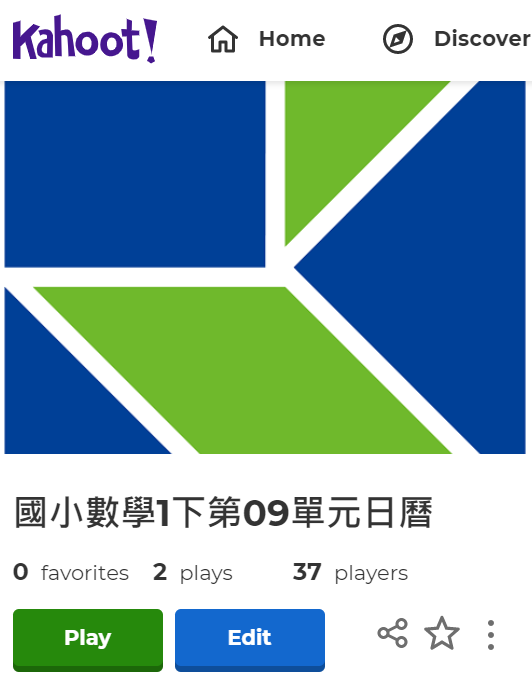 Kahoot! Home Discover
國小數學1下第09單元日曆
0 favorites 2 plays 37 players
Play Edit